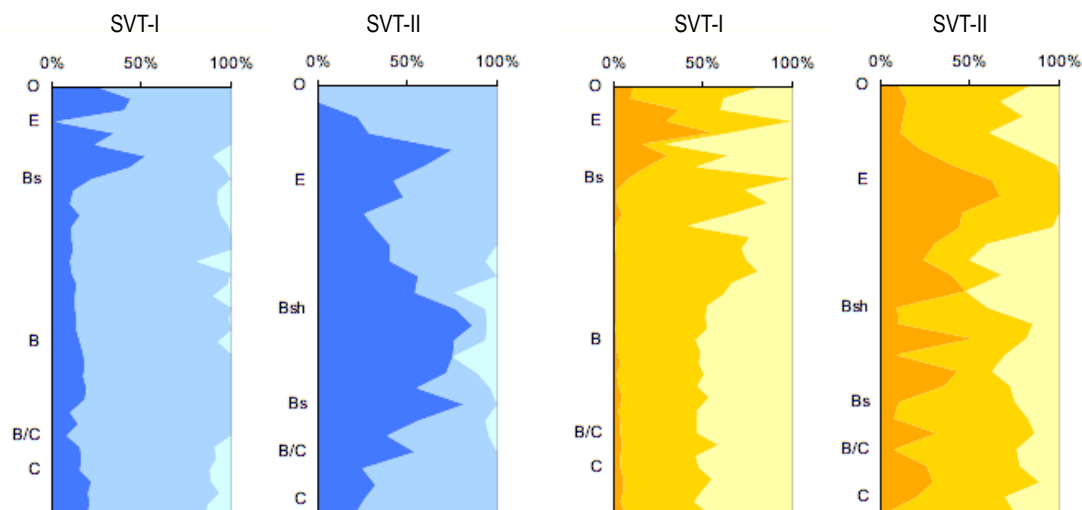 SVT-I
SVT-II
SVT-I
SVT-II
0% 50% 100%
0% 50% 100%
0% 50% 100%
0% 50% 100%
O
E
Bs
B
B/C
C
E
Bsh
Bs
B/C
C
O
E
Bs
B
B/C
C
O
E
Bsh
Bs
B/C
C